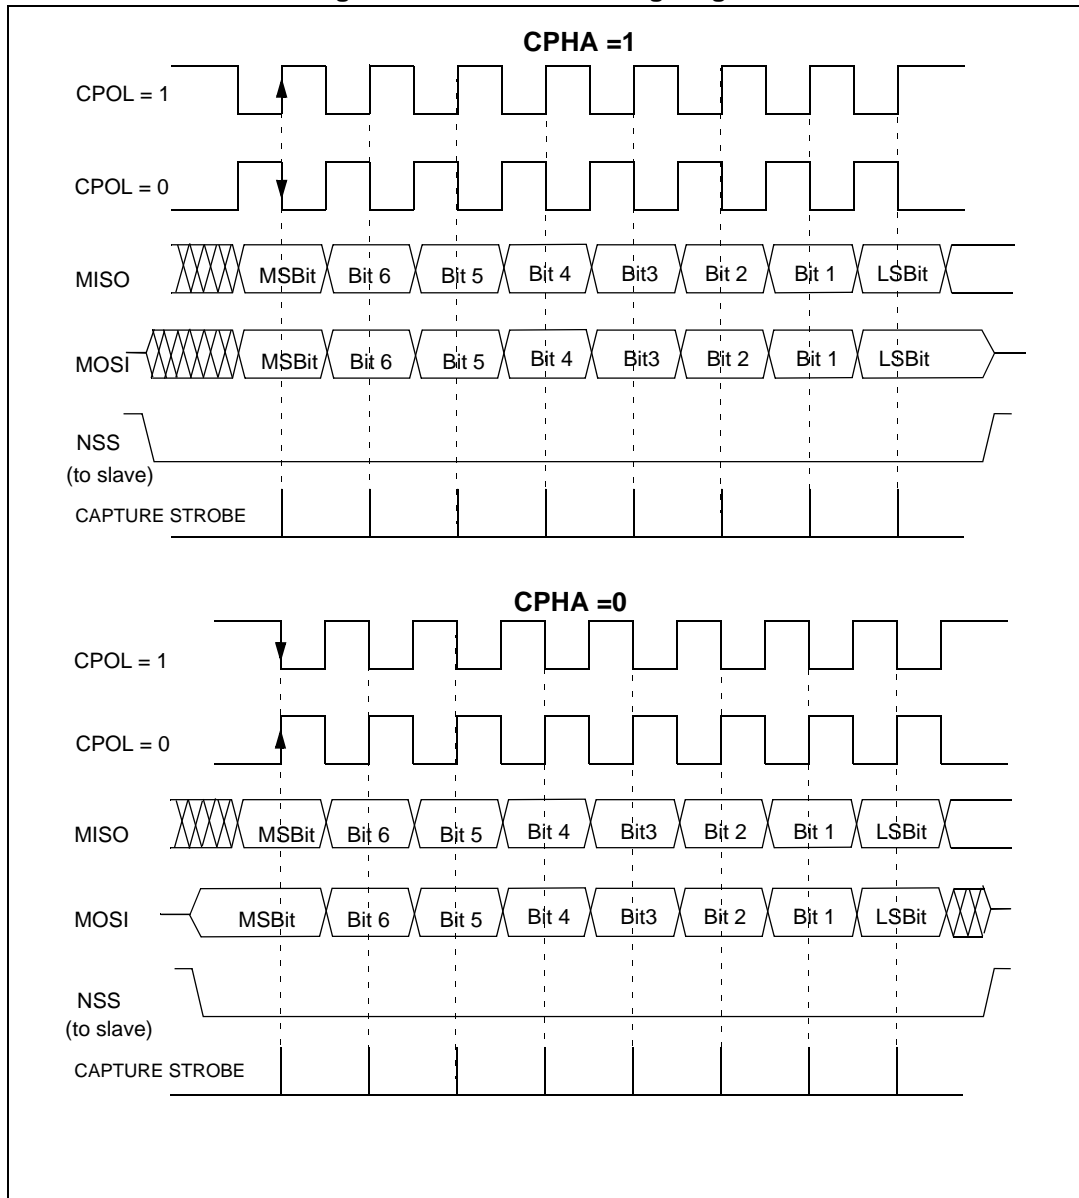 CPHA =1
CPOL = 1
CPOL = 0
MISO MSBit Bit 6 Bit 5 Bit 4 Bit3 Bit 2 Bit 1 LSBit
MOSI MSBit Bit 6 Bit 5 Bit 4 Bit3 Bit 2 Bit 1 LSBit
NSS
(to slave)
CAPTURE STROBE
CPHA =0
CPOL = 1
CPOL = 0
MISO MSBit Bit 6 Bit 5 Bit 4 Bit3 Bit 2 Bit 1 LSBit
MOSI MSBit Bit 6 Bit 5 Bit 4 Bit3 Bit 2 Bit 1 LSBit
NSS
(to slave)
CAPTURE STROBE